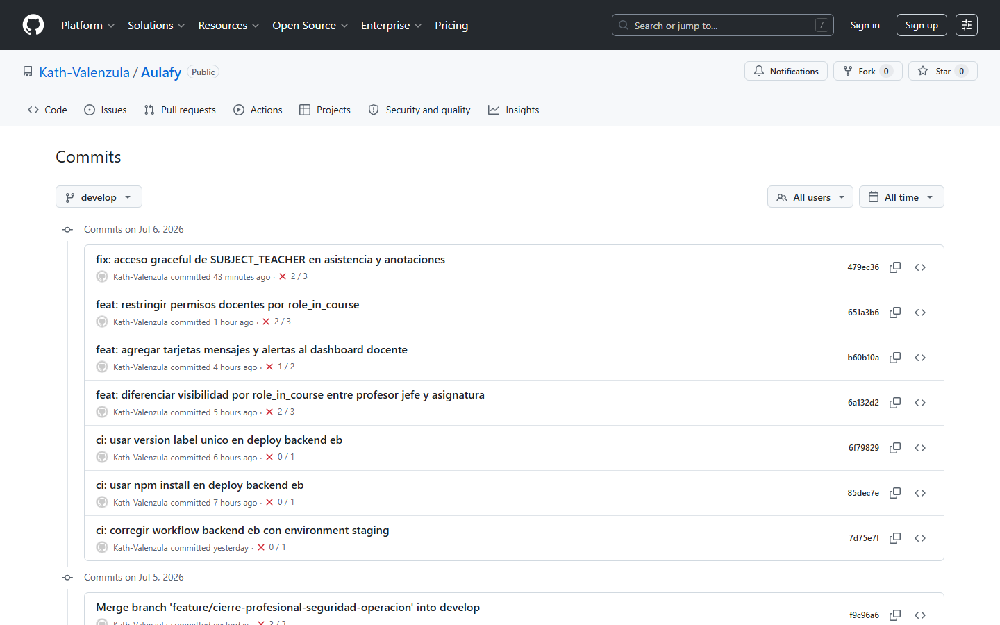 Platform Solutions Resources Open Source Enterprise Pricing Search or jump to... / Sign in Sign up
Kath-Valenzula / Aulafy Public Notifications Fork 0 Star 0
Code Issues Pull requests Actions Projects Security and quality Insights
Commits
develop All users All time
Commits on Jul 6, 2026
fix: acceso graceful de SUBJECT_TEACHER en asistencia y anotaciones
Kath-Valenzula committed 43 minutes ago · 2 / 3
479ec36
feat: restringir permisos docentes por role_in_course
Kath-Valenzula committed 1 hour ago · 2 / 3
651a3b6
feat: agregar tarjetas mensajes y alertas al dashboard docente
Kath-Valenzula committed 4 hours ago · 1 / 2
b60b10a
feat: diferenciar visibilidad por role_in_course entre profesor jefe y asignatura
Kath-Valenzula committed 5 hours ago · 2 / 3
6a132d2
ci: usar version label unico en deploy backend eb
Kath-Valenzula committed 6 hours ago · 0 / 1
6f79829
ci: usar npm install en deploy backend eb
Kath-Valenzula committed 7 hours ago · 0 / 1
85dec7e
ci: corregir workflow backend eb con environment staging
Kath-Valenzula committed yesterday · 0 / 1
7d75e7f
Commits on Jul 5, 2026
Merge branch 'feature/cierre-profesional-seguridad-operacion' into develop
Kath-Valenzula committed yesterday · 2 / 3
f9c96a6